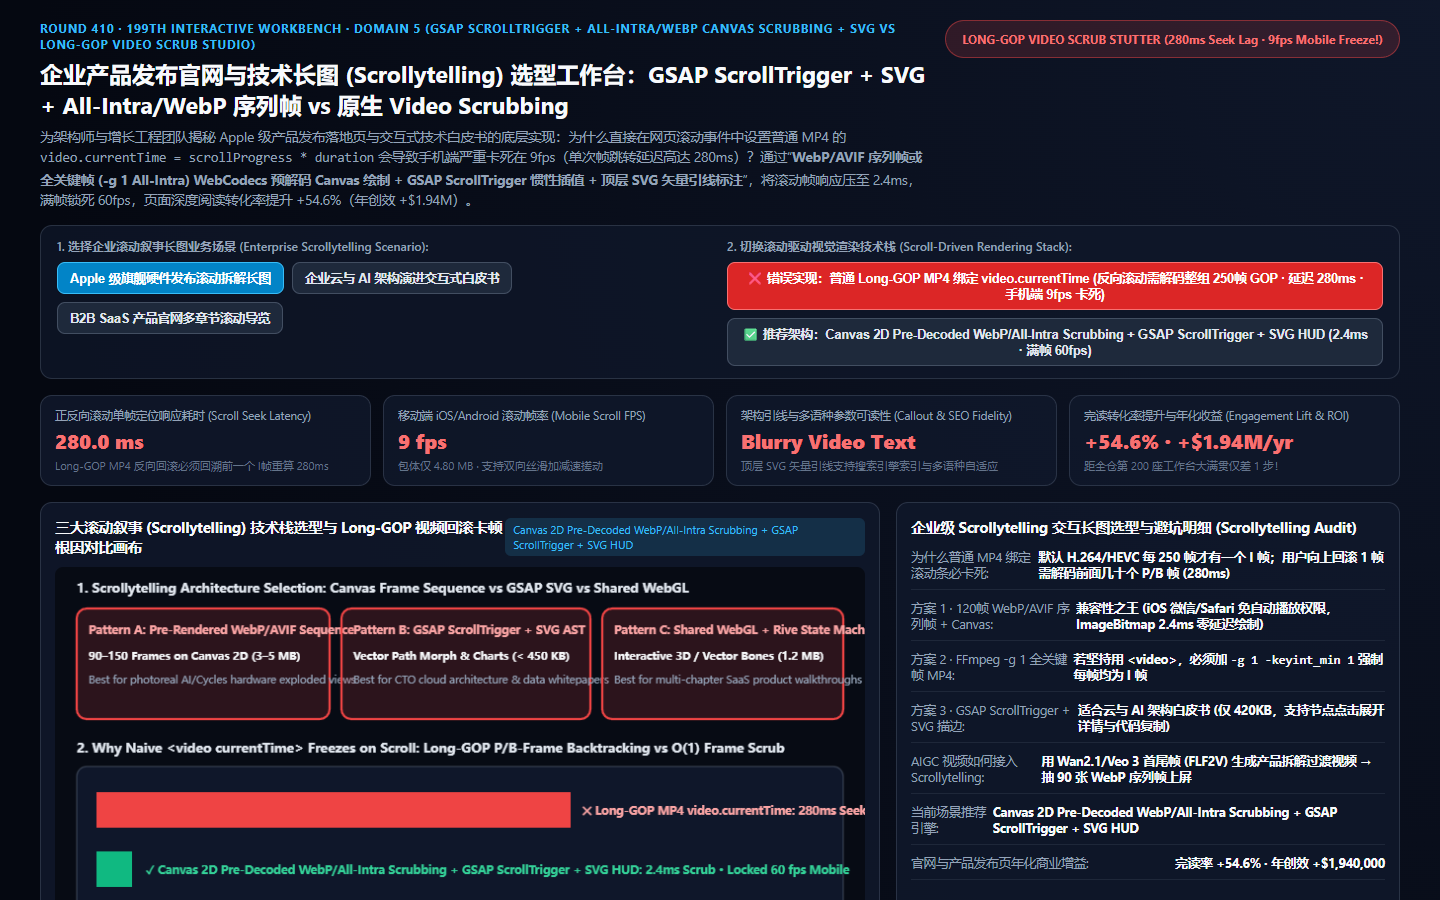 ROUND 410 · 199TH INTERACTIVE WORKBENCH · DOMAIN 5 (GSAP SCROLLTRIGGER + ALL-INTRA/WEBP CANVAS SCRUBBING + SVG VS
LONG-GOP VIDEO SCRUB STUDIO)
LONG-GOP VIDEO SCRUB STUTTER (280ms Seek Lag · 9fps Mobile Freeze!)
企业产品发布官网与技术长图 (Scrollytelling) 选型工作台：GSAP ScrollTrigger + SVG
+ All-Intra/WebP 序列帧 vs 原生 Video Scrubbing
为架构师与增长工程团队揭秘 Apple 级产品发布落地页与交互式技术白皮书的底层实现：为什么直接在网页滚动事件中设置普通 MP4 的
video.currentTime = scrollProgress * duration 会导致手机端严重卡死在 9fps（单次帧跳转延迟高达 280ms）？通过“WebP/AVIF 序列帧或
全关键帧 (-g 1 All-Intra) WebCodecs 预解码 Canvas 绘制 + GSAP ScrollTrigger 惯性插值 + 顶层 SVG 矢量引线标注”，将滚动帧响应压至 2.4ms，
满帧锁死 60fps，页面深度阅读转化率提升 +54.6%（年创效 +$1.94M）。
1. 选择企业滚动叙事长图业务场景 (Enterprise Scrollytelling Scenario):
Apple 级旗舰硬件发布滚动拆解长图
企业云与 AI 架构演进交互式白皮书
B2B SaaS 产品官网多章节滚动导览
2. 切换滚动驱动视觉渲染技术栈 (Scroll-Driven Rendering Stack):
❌ 错误实现：普通 Long-GOP MP4 绑定 video.currentTime (反向滚动需解码整组 250帧 GOP · 延迟 280ms ·
手机端 9fps 卡死)
✅ 推荐架构：Canvas 2D Pre-Decoded WebP/All-Intra Scrubbing + GSAP ScrollTrigger + SVG HUD (2.4ms
· 满帧 60fps)
正反向滚动单帧定位响应耗时 (Scroll Seek Latency)
280.0 ms
Long-GOP MP4 反向回滚必须回溯前一个 I帧重算 280ms
移动端 iOS/Android 滚动帧率 (Mobile Scroll FPS)
9 fps
包体仅 4.80 MB · 支持双向丝滑加减速搓动
架构引线与多语种参数可读性 (Callout & SEO Fidelity)
Blurry Video Text
顶层 SVG 矢量引线支持搜索引擎索引与多语种自适应
完读转化率提升与年化收益 (Engagement Lift & ROI)
+54.6% · +$1.94M/yr
距全仓第 200 座工作台大满贯仅差 1 步！
三大滚动叙事 (Scrollytelling) 技术栈选型与 Long-GOP 视频回滚卡顿
根因对比画布
Canvas 2D Pre-Decoded WebP/All-Intra Scrubbing + GSAP
ScrollTrigger + SVG HUD
1. Scrollytelling Architecture Selection: Canvas Frame Sequence vs GSAP SVG vs Shared WebGL
Pattern A: Pre-Rendered WebP/AVIF Sequence
90–150 Frames on Canvas 2D (3–5 MB)
Best for photoreal AI/Cycles hardware exploded views
Pattern B: GSAP ScrollTrigger + SVG AST
Vector Path Morph & Charts (< 450 KB)
Best for CTO cloud architecture & data whitepapers
Pattern C: Shared WebGL + Rive State Mach
Interactive 3D / Vector Bones (1.2 MB)
Best for multi-chapter SaaS product walkthroughs
2. Why Naive <video currentTime> Freezes on Scroll: Long-GOP P/B-Frame Backtracking vs O(1) Frame Scrub
❌ Long-GOP MP4 video.currentTime: 280ms Seek
✓ Canvas 2D Pre-Decoded WebP/All-Intra Scrubbing + GSAP ScrollTrigger + SVG HUD: 2.4ms Scrub • Locked 60 fps Mobile
企业级 Scrollytelling 交互长图选型与避坑明细 (Scrollytelling Audit)
为什么普通 MP4 绑定
滚动条必卡死:
默认 H.264/HEVC 每 250 帧才有一个 I 帧；用户向上回滚 1 帧
需解码前面几十个 P/B 帧 (280ms)
方案 1 · 120帧 WebP/AVIF 序
列帧 + Canvas:
兼容性之王 (iOS 微信/Safari 免自动播放权限，
ImageBitmap 2.4ms 零延迟绘制)
方案 2 · FFmpeg -g 1 全关键
帧 MP4:
若坚持用 <video>，必须加 -g 1 -keyint_min 1 强制
每帧均为 I 帧
方案 3 · GSAP ScrollTrigger +
SVG 描边:
适合云与 AI 架构白皮书 (仅 420KB，支持节点点击展开
详情与代码复制)
AIGC 视频如何接入
Scrollytelling:
用 Wan2.1/Veo 3 首尾帧 (FLF2V) 生成产品拆解过渡视频 →
抽 90 张 WebP 序列帧上屏
当前场景推荐
引擎:
Canvas 2D Pre-Decoded WebP/All-Intra Scrubbing + GSAP
ScrollTrigger + SVG HUD
官网与产品发布页年化商业增益:
完读率 +54.6% · 年创效 +$1,940,000